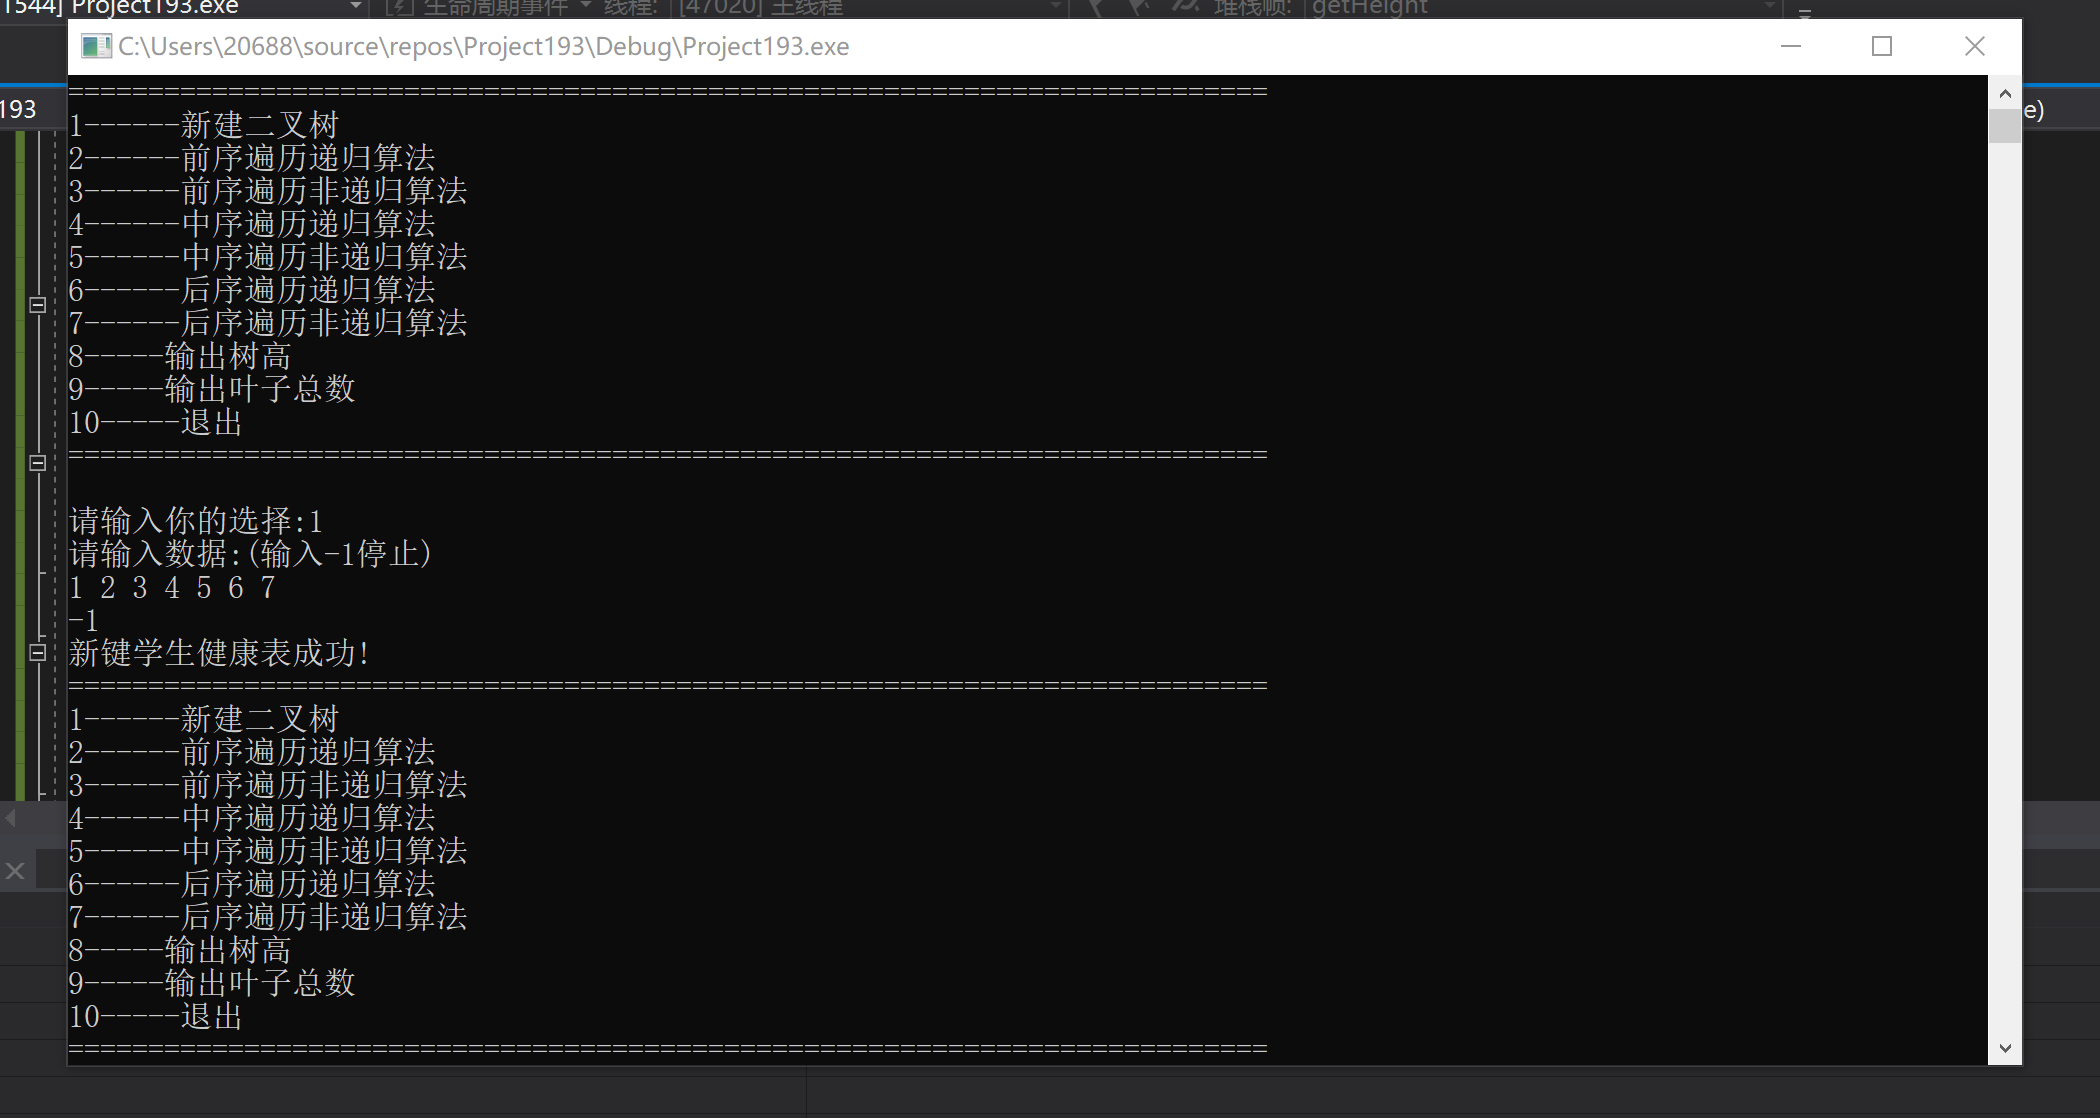 1544] Project193.exe 生命周期事件 线程: [47020] 主线程 堆栈帧: getHeight
C:\Users\20688\source\repos\Project193\Debug\Project193.exe
193
e)
===========================================================================
1------新建二叉树
2------前序遍历递归算法
3------前序遍历非递归算法
4------中序遍历递归算法
5------中序遍历非递归算法
6------后序遍历递归算法
7------后序遍历非递归算法
8-----输出树高
9-----输出叶子总数
10-----退出
===========================================================================
请输入你的选择:1
请输入数据:(输入-1停止)
1 2 3 4 5 6 7
-1
新键学生健康表成功!
===========================================================================
1------新建二叉树
2------前序遍历递归算法
3------前序遍历非递归算法
4------中序遍历递归算法
5------中序遍历非递归算法
6------后序遍历递归算法
7------后序遍历非递归算法
8-----输出树高
9-----输出叶子总数
10-----退出
===========================================================================